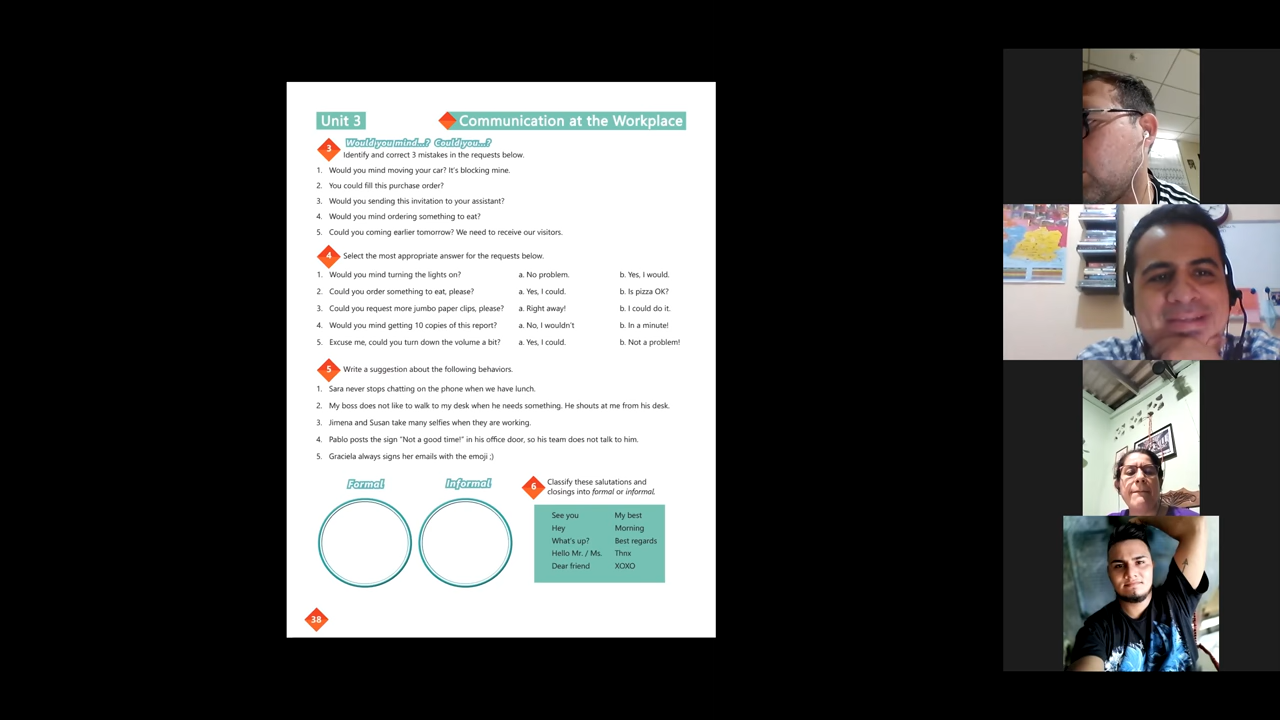 Unit 3
Communication at the Workplace
3
Would you mind...? Could you...?
Identify and correct 3 mistakes in the requests below.
1. Would you mind moving your car? It's blocking mine.
2. You could fill this purchase order?
3. Would you sending this invitation to your assistant?
4. Would you mind ordering something to eat?
5. Could you coming earlier tomorrow? We need to receive our visitors.
4 Select the most appropriate answer for the requests below.
1. Would you mind turning the lights on? a. No problem. b. Yes, I would.
2. Could you order something to eat, please? a. Yes, I could. b. Is pizza OK?
3. Could you request more jumbo paper clips, please? a. Right away! b. I could do it.
4. Would you mind getting 10 copies of this report? a. No, I wouldn't b. In a minute!
5. Excuse me, could you turn down the volume a bit? a. Yes, I could. b. Not a problem!
5 Write a suggestion about the following behaviors.
1. Sara never stops chatting on the phone when we have lunch.
2. My boss does not like to walk to my desk when he needs something. He shouts at me from his desk.
3. Jimena and Susan take many selfies when they are working.
4. Pablo posts the sign "Not a good time!" in his office door, so his team does not talk to him.
5. Graciela always signs her emails with the emoji ;)
Formal
Informal
6 Classify these salutations and
closings into formal or informal.
See you My best
Hey Morning
What's up? Best regards
Hello Mr. / Ms. Thnx
Dear friend XOXO
38